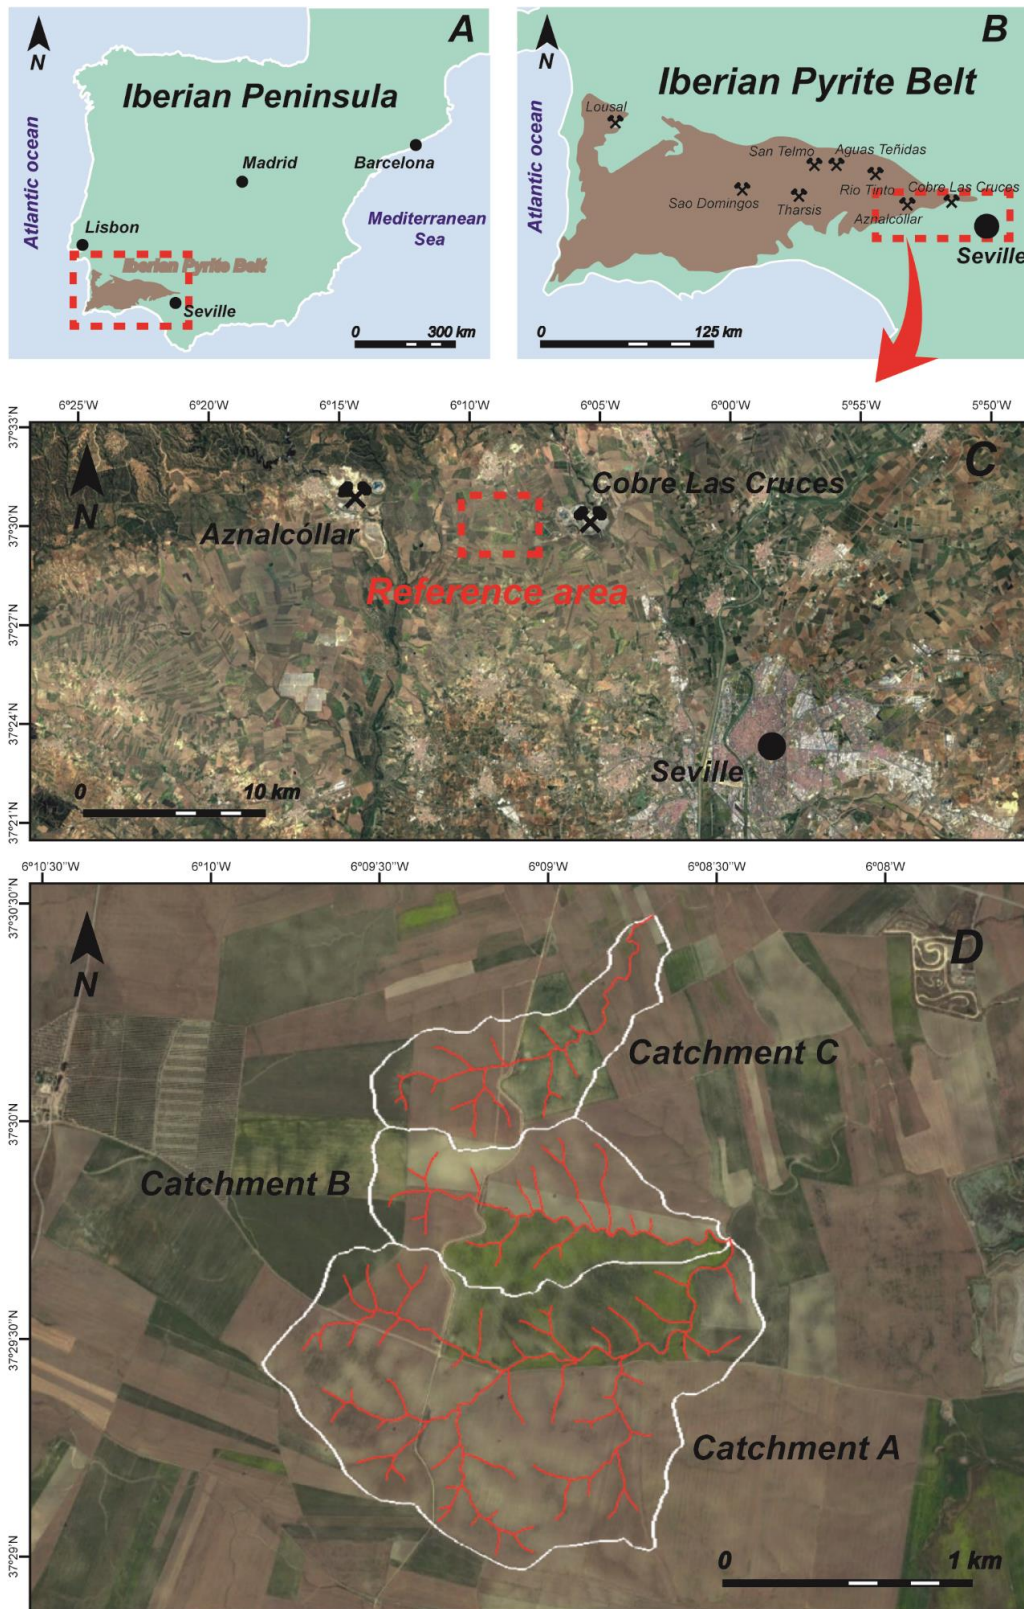 A
N
Iberian Peninsula
Atlantic ocean
Madrid
Barcelona
Mediterranean
Sea
Lisbon
Iberian Pyrite Belt
Seville
0 300 km
B
N
Iberian Pyrite Belt
Atlantic ocean
Lousal
San Telmo
Aguas Teñidas
Rio Tinto
Cobre Las Cruces
Sao Domingos
Tharsis
Aznalcóllar
Seville
0 125 km
6°25'W 6°20'W 6°15'W 6°10'W 6°05'W 6°00'W 5°55'W 5°50'W
37°33'N
37°30'N
37°27'N
37°24'N
37°21'N
C
N
Aznalcóllar
Cobre Las Cruces
Reference area
Seville
0 10 km
6°10'30''W 6°10'W 6°09'30''W 6°09'W 6°08'30''W 6°08'W
37°30'30''N
37°30'N
37°29'30''N
37°29'N
D
N
Catchment C
Catchment B
Catchment A
0 1 km